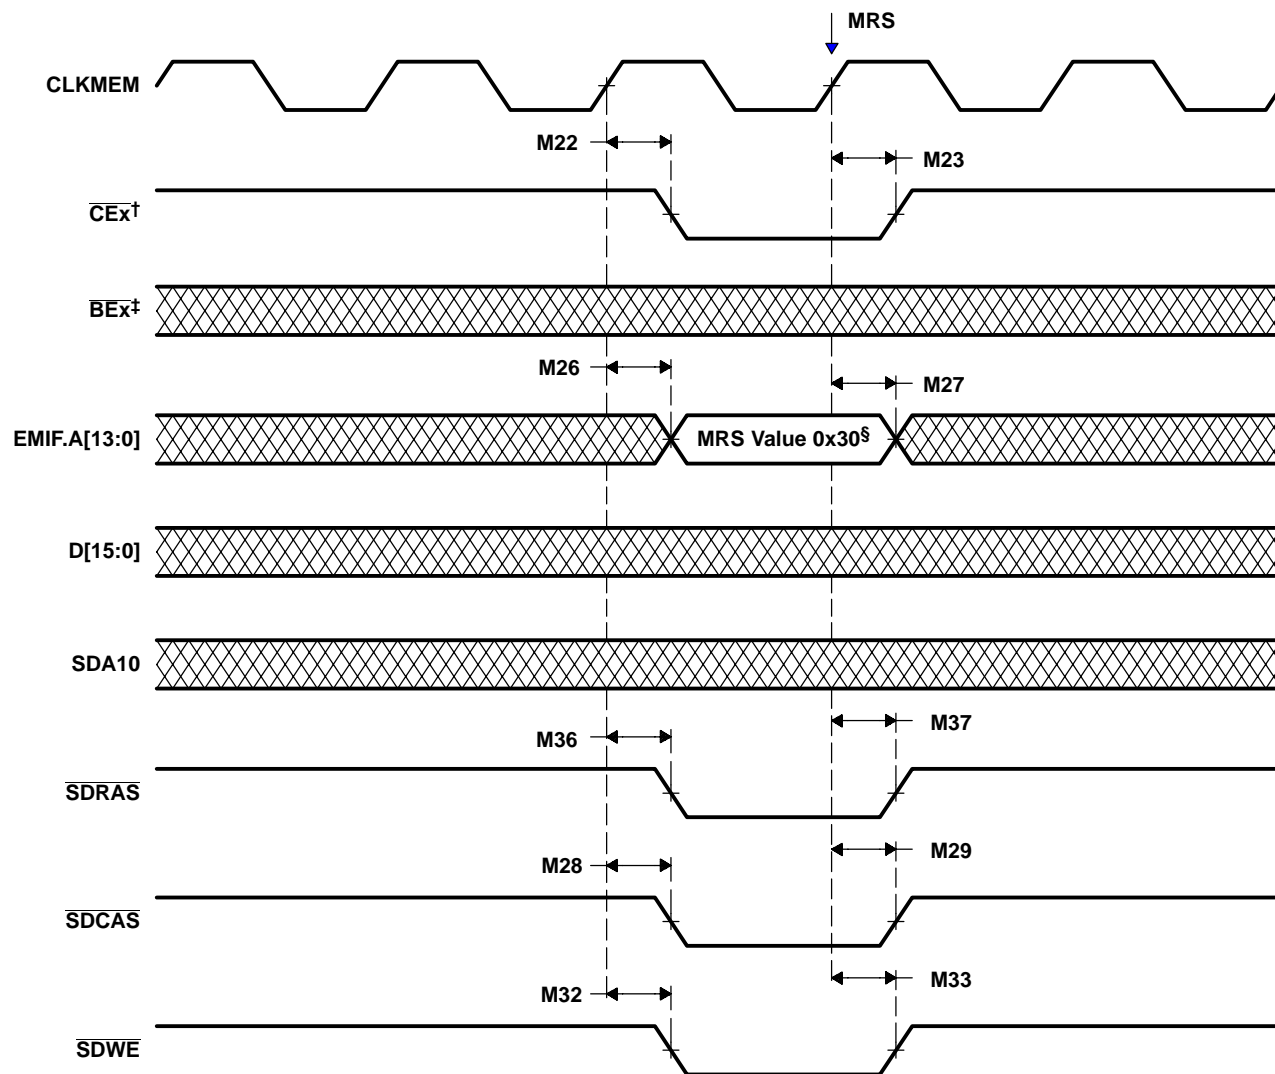 MRS
CLKMEM
M22
M23
CEx†
BEx‡
M26
M27
EMIF.A[13:0]
MRS Value 0x30§
D[15:0]
SDA10
M36
M37
SDRAS
M28
M29
SDCAS
M32
M33
SDWE